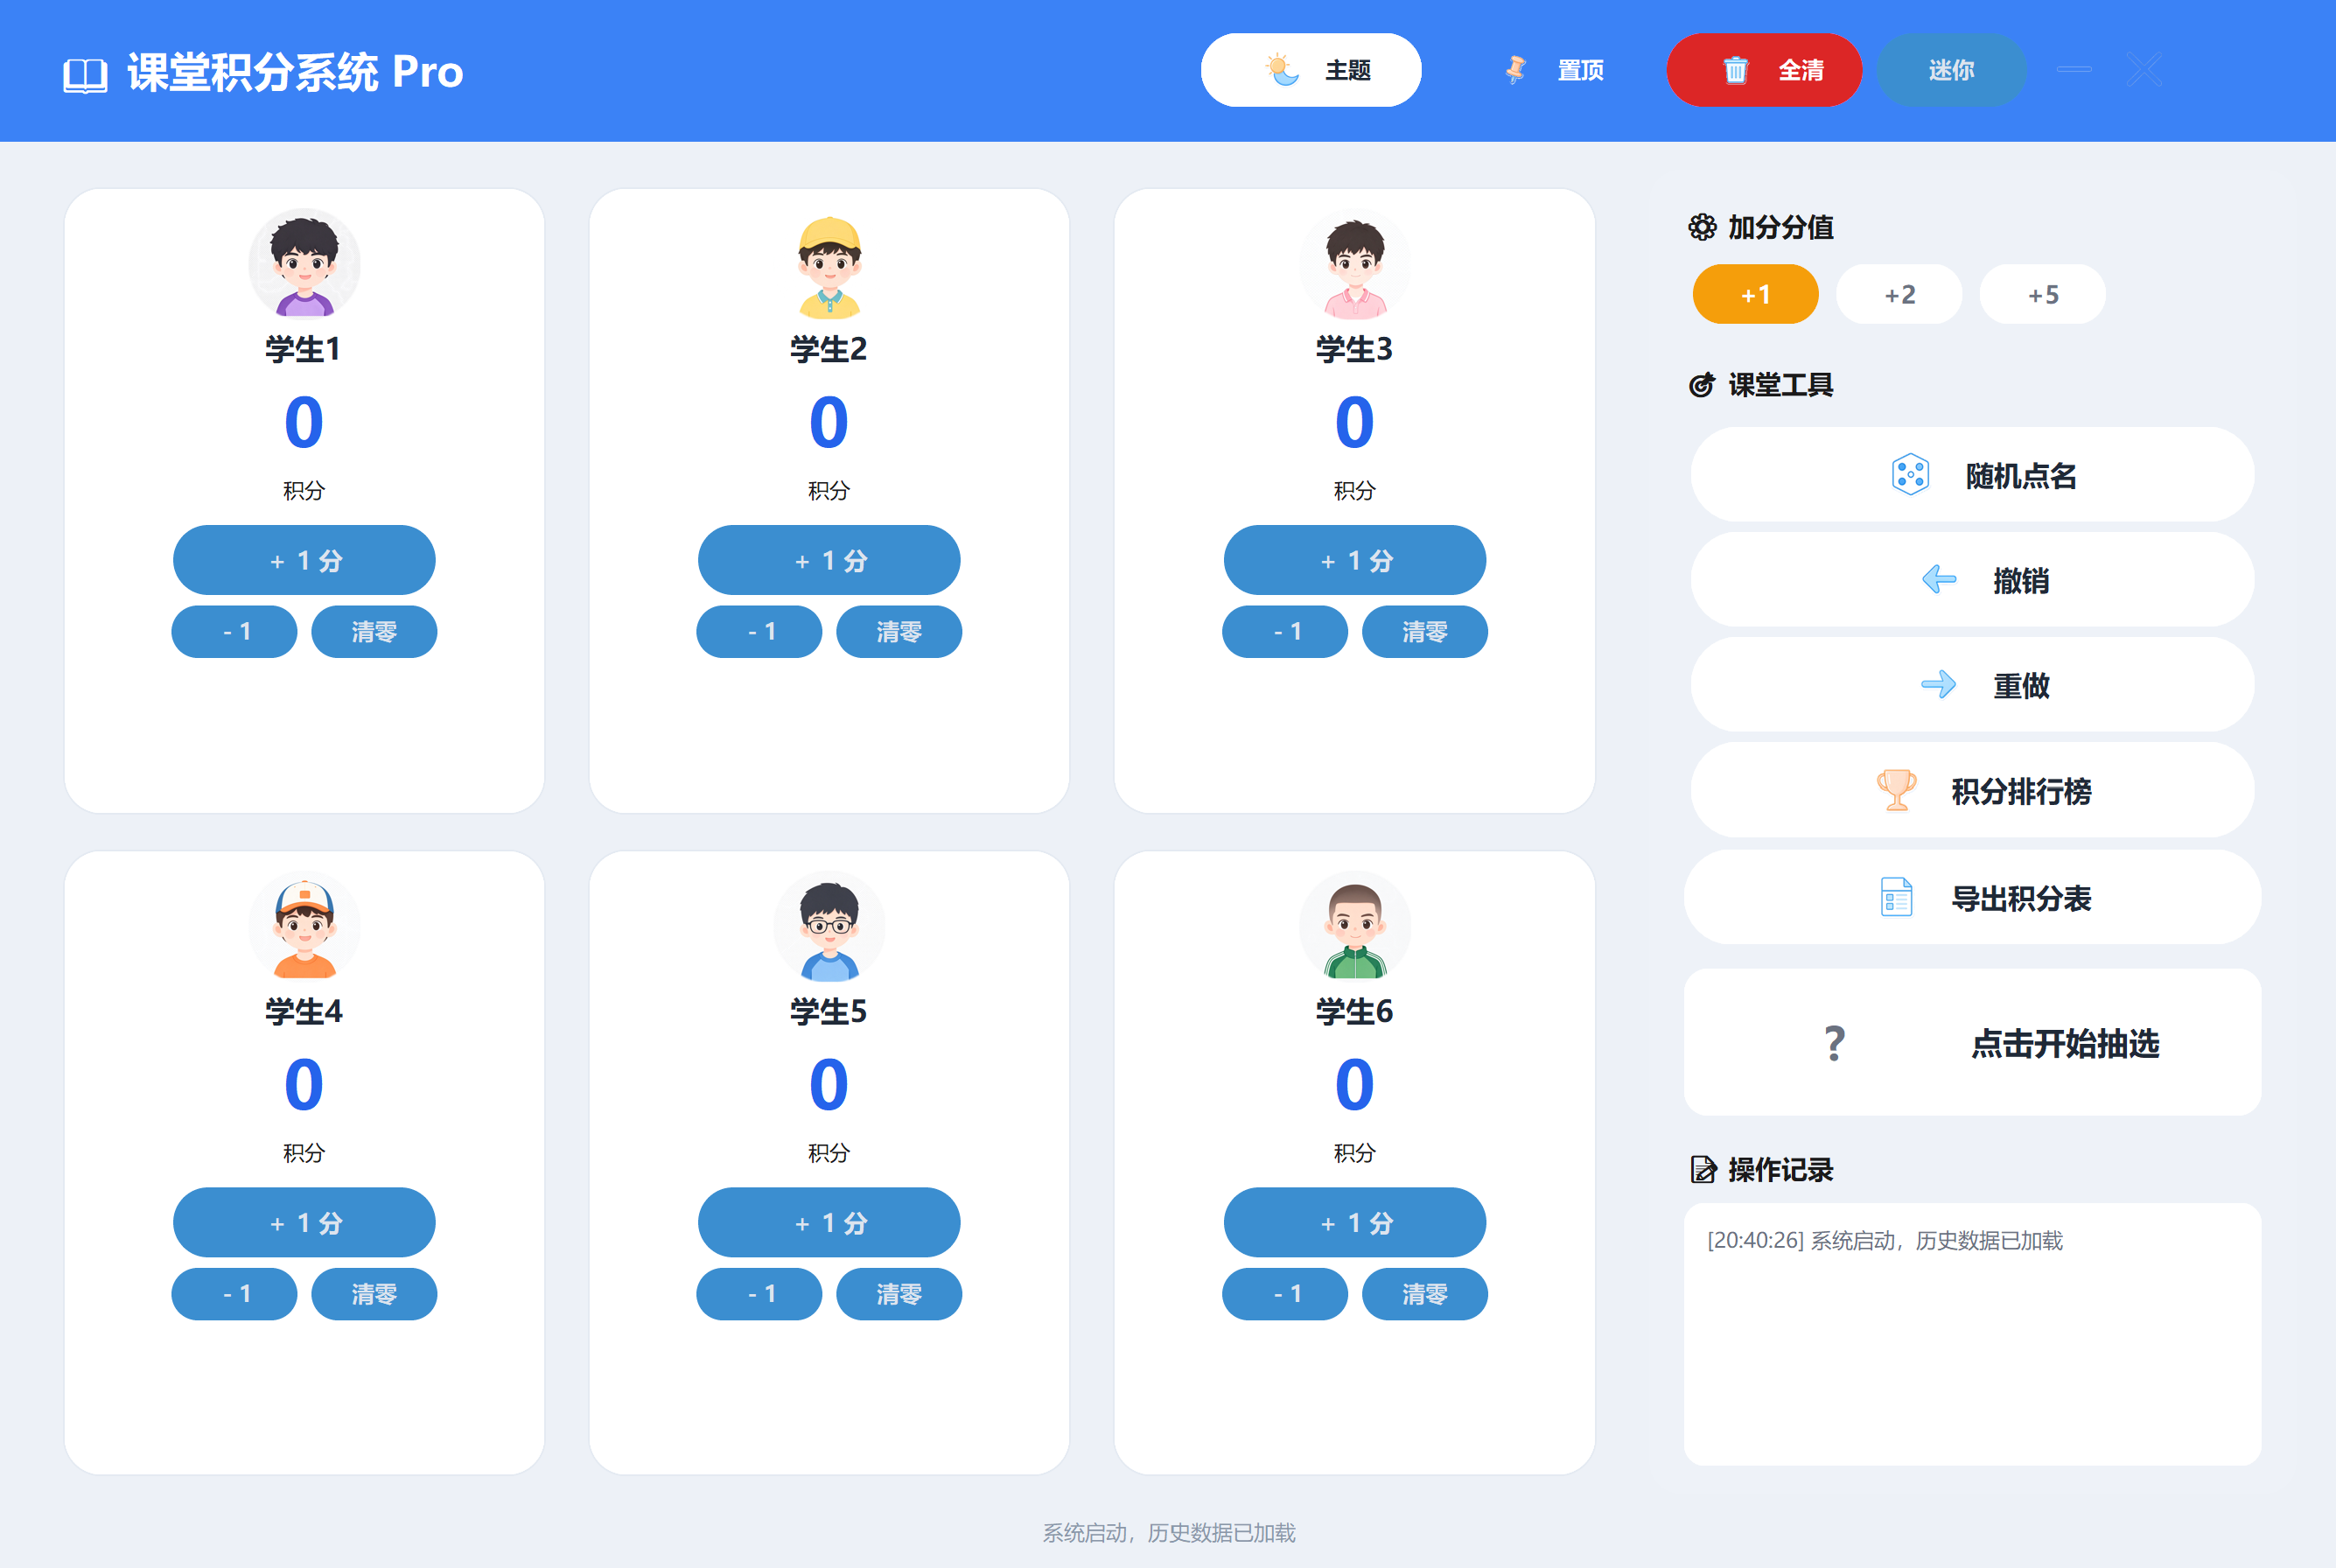 课堂积分系统 Pro
主题
置顶
全清
迷你
学生1
0
积分
+ 1 分
- 1 清零
学生2
0
积分
+ 1 分
- 1 清零
学生3
0
积分
+ 1 分
- 1 清零
学生4
0
积分
+ 1 分
- 1 清零
学生5
0
积分
+ 1 分
- 1 清零
学生6
0
积分
+ 1 分
- 1 清零
加分分值
+1 +2 +5
课堂工具
随机点名
撤销
重做
积分排行榜
导出积分表
? 点击开始抽选
操作记录
[20:40:26] 系统启动，历史数据已加载
系统启动，历史数据已加载